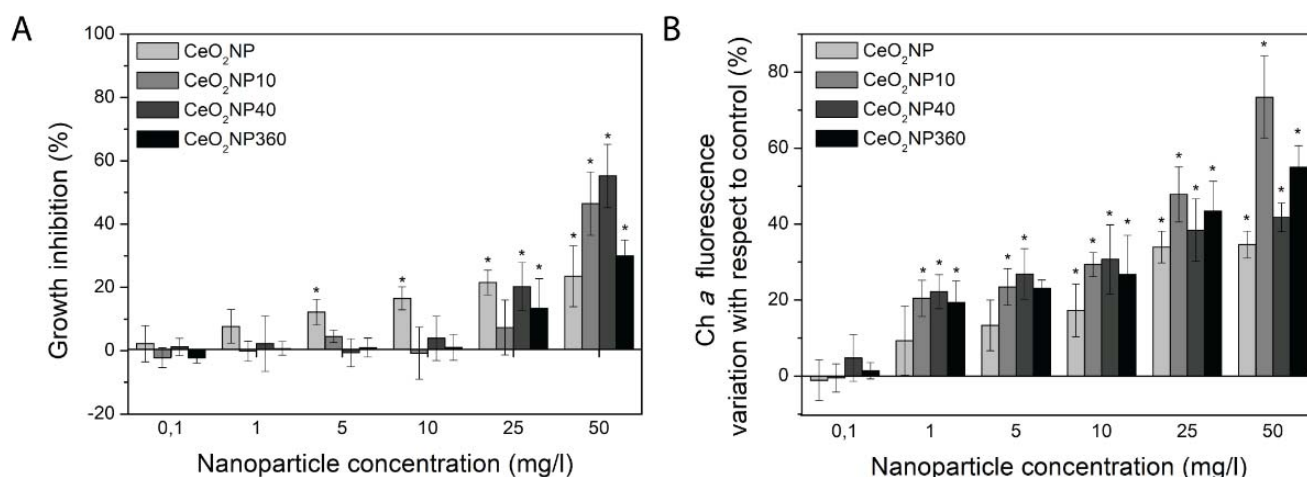 A
CeO2NP
CeO2NP10
CeO2NP40
CeO2NP360
Growth inhibition (%)
100
80
60
40
20
0
-20
* * * * * * * * * *
0,1 1 5 10 25 50
Nanoparticle concentration (mg/l)
B
CeO2NP
CeO2NP10
CeO2NP40
CeO2NP360
Ch a fluorescence
variation with respect to control (%)
80
60
40
20
0
* * * * * * * * * * * * * * * * *
0,1 1 5 10 25 50
Nanoparticle concentration (mg/l)